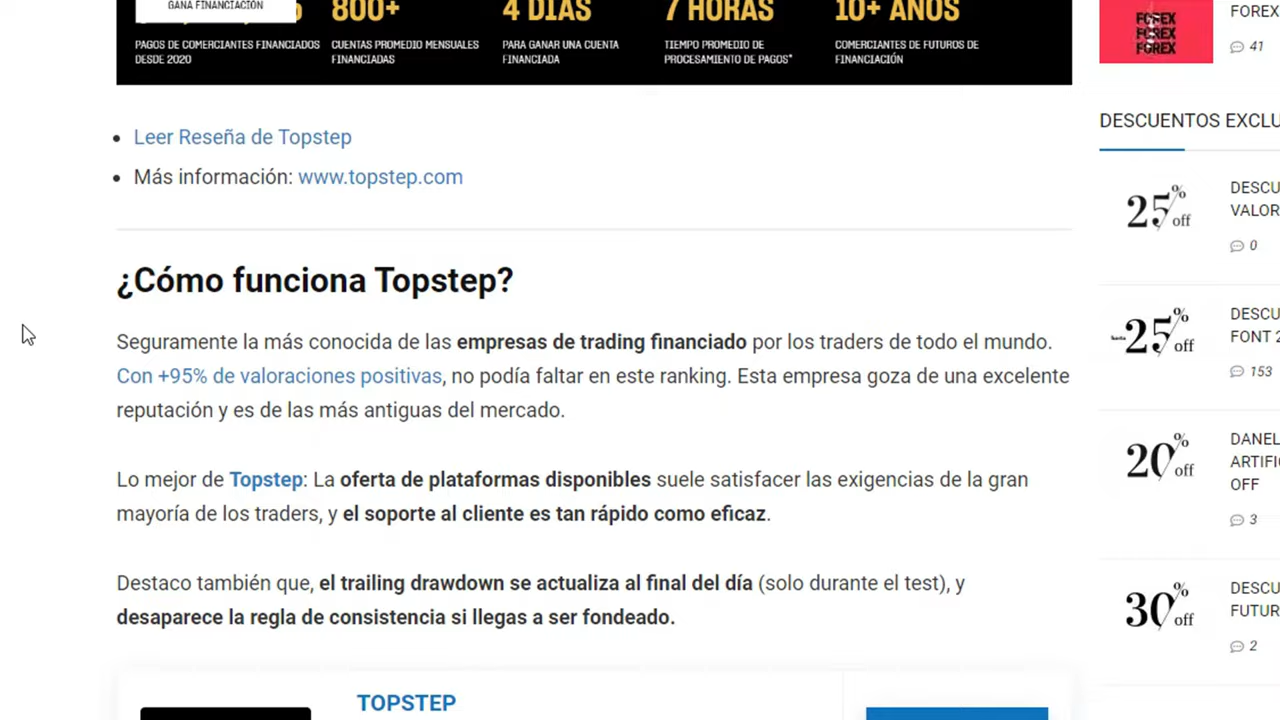 GANA FINANCIACIÓN
800+
4 DÍAS
7 HORAS
10+ AÑOS
PAGOS DE COMERCIANTES FINANCIADOS
DESDE 2020
CUENTAS PROMEDIO MENSUALES
FINANCIADAS
PARA GANAR UNA CUENTA
FINANCIADA
TIEMPO PROMEDIO DE
PROCESAMIENTO DE PAGOS*
COMERCIANTES DE FUTUROS DE
FINANCIACIÓN
Leer Reseña de Topstep
Más información: www.topstep.com
¿Cómo funciona Topstep?
Seguramente la más conocida de las empresas de trading financiado por los traders de todo el mundo.
Con +95% de valoraciones positivas, no podía faltar en este ranking. Esta empresa goza de una excelente
reputación y es de las más antiguas del mercado.
Lo mejor de Topstep: La oferta de plataformas disponibles suele satisfacer las exigencias de la gran
mayoría de los traders, y el soporte al cliente es tan rápido como eficaz.
Destaco también que, el trailing drawdown se actualiza al final del día (solo durante el test), y
desaparece la regla de consistencia si llegas a ser fondeado.
TOPSTEP
FOREX
FOREX
FOREX
FOREX
41
DESCUENTOS EXCLU
25% off
DESCU
VALOR
0
25% off
DESCU
FONT 2
153
20% off
DANEL
ARTIFI
OFF
3
30% off
DESCU
FUTUR
2